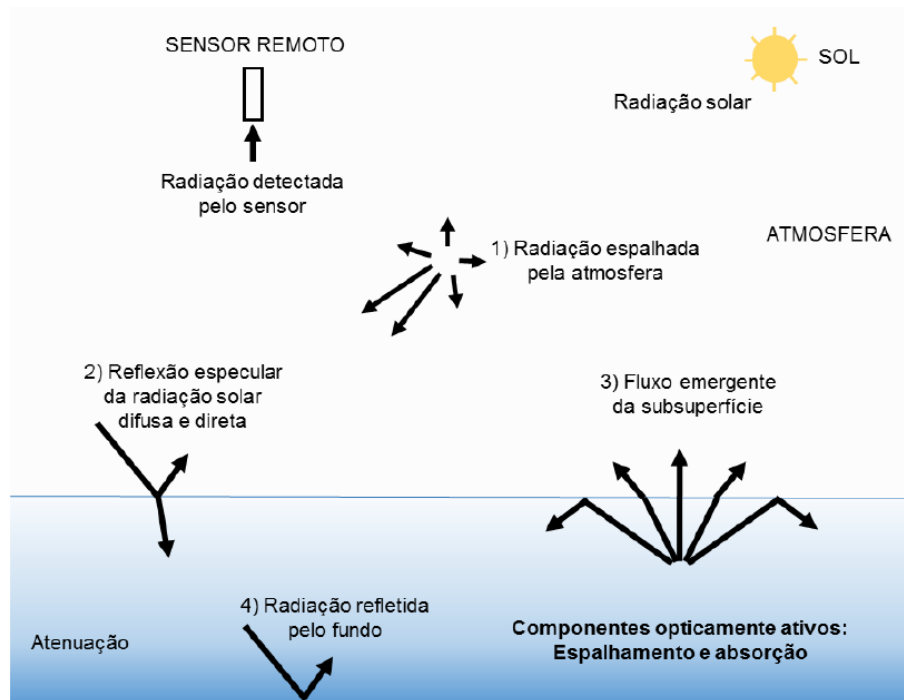 SENSOR REMOTO
SOL
Radiação solar
Radiação detectada
pelo sensor
ATMOSFERA
1) Radiação espalhada
pela atmosfera
2) Reflexão especular
da radiação solar
difusa e direta
3) Fluxo emergente
da subsuperfície
4) Radiação refletida
pelo fundo
Atenuação
Componentes opticamente ativos:
Espalhamento e absorção